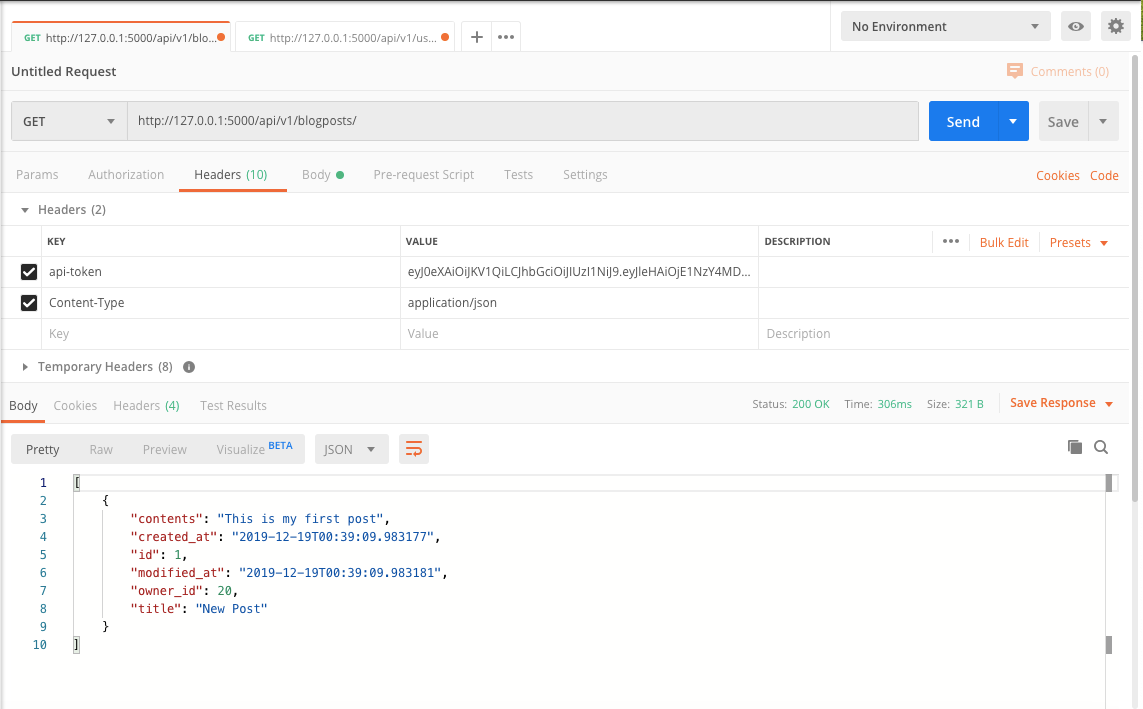 GET http://127.0.0.1:5000/api/v1/blo... GET http://127.0.0.1:5000/api/v1/us... + ••• No Environment
Untitled Request Comments (0)
GET http://127.0.0.1:5000/api/v1/blogposts/ Send Save
Params Authorization Headers (10) Body Pre-request Script Tests Settings Cookies Code
Headers (2)
KEY VALUE DESCRIPTION ••• Bulk Edit Presets
api-token eyJ0eXAiOiJKV1QiLCJhbGciOiJIUzI1NiJ9.eyJleHAiOjE1NzY4MD...
Content-Type application/json
Key Value Description
Temporary Headers (8)
Body Cookies Headers (4) Test Results Status: 200 OK Time: 306ms Size: 321 B Save Response
Pretty Raw Preview Visualize BETA JSON
1 [
2 {
3 "contents": "This is my first post",
4 "created_at": "2019-12-19T00:39:09.983177",
5 "id": 1,
6 "modified_at": "2019-12-19T00:39:09.983181",
7 "owner_id": 20,
8 "title": "New Post"
9 }
10 ]